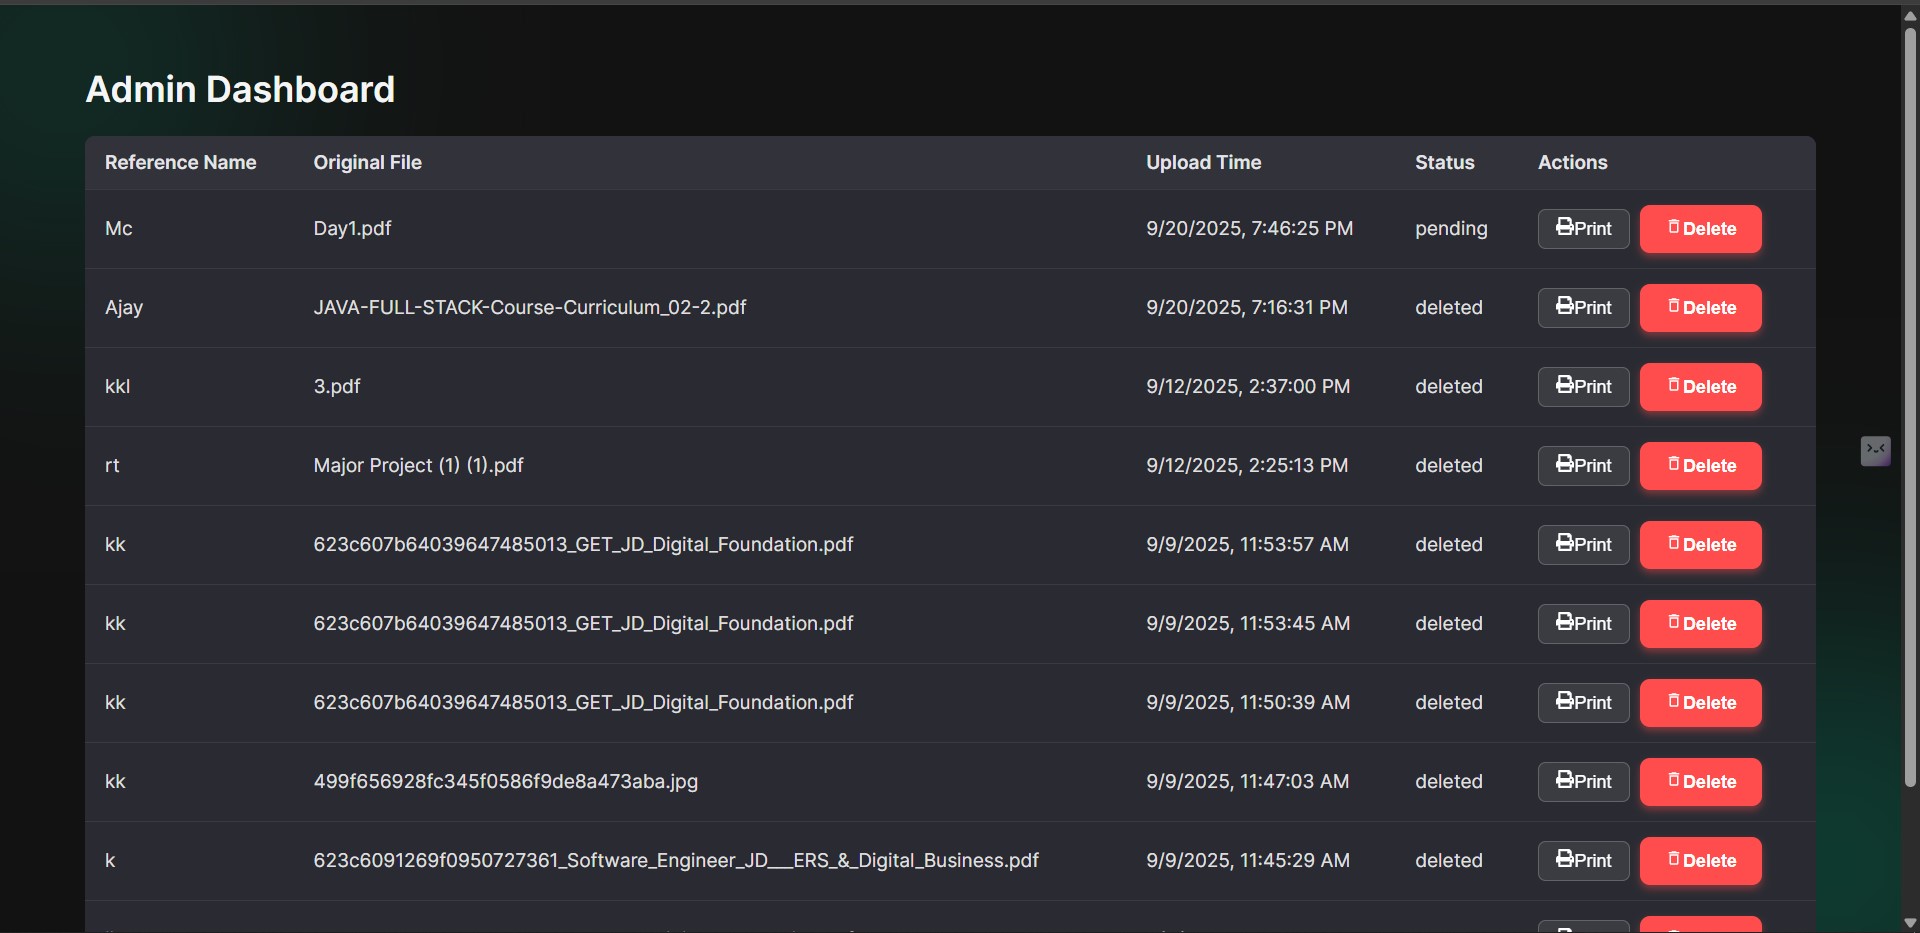 Admin Dashboard
Reference Name Original File Upload Time Status Actions
Mc Day1.pdf 9/20/2025, 7:46:25 PM pending Print Delete
Ajay JAVA-FULL-STACK-Course-Curriculum_02-2.pdf 9/20/2025, 7:16:31 PM deleted Print Delete
kkl 3.pdf 9/12/2025, 2:37:00 PM deleted Print Delete
rt Major Project (1) (1).pdf 9/12/2025, 2:25:13 PM deleted Print Delete
kk 623c607b64039647485013_GET_JD_Digital_Foundation.pdf 9/9/2025, 11:53:57 AM deleted Print Delete
kk 623c607b64039647485013_GET_JD_Digital_Foundation.pdf 9/9/2025, 11:53:45 AM deleted Print Delete
kk 623c607b64039647485013_GET_JD_Digital_Foundation.pdf 9/9/2025, 11:50:39 AM deleted Print Delete
kk 499f656928fc345f0586f9de8a473aba.jpg 9/9/2025, 11:47:03 AM deleted Print Delete
k 623c6091269f0950727361_Software_Engineer_JD___ERS_&_Digital_Business.pdf 9/9/2025, 11:45:29 AM deleted Print Delete